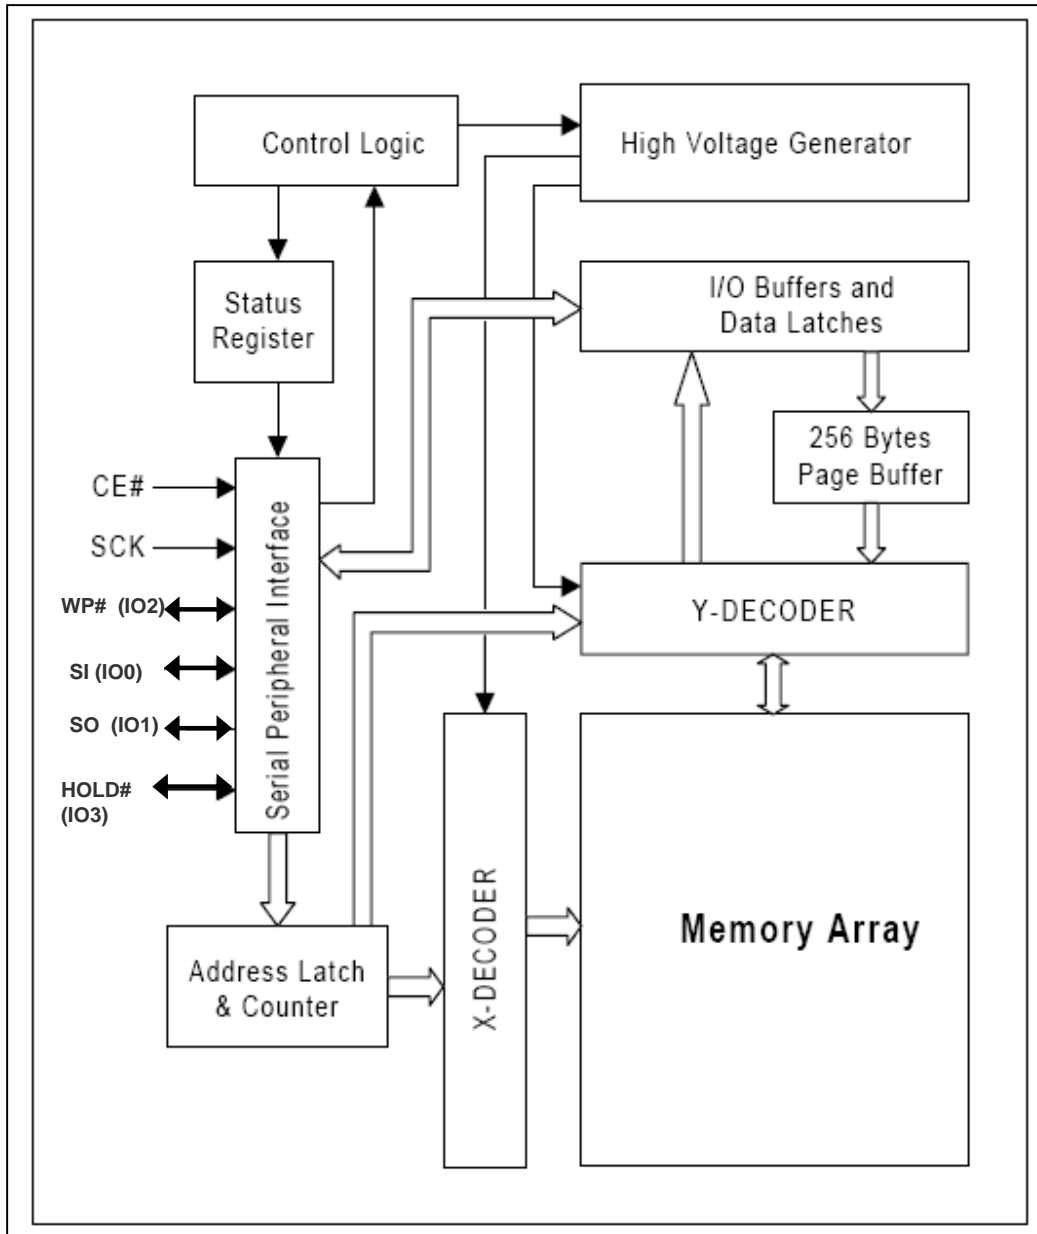 Control Logic
High Voltage Generator
Status
Register
I/O Buffers and
Data Latches
256 Bytes
Page Buffer
CE#
SCK
WP# (IO2)
SI (IO0)
SO (IO1)
HOLD#
(IO3)
Serial Peripheral Interface
Y-DECODER
X-DECODER
Memory Array
Address Latch
& Counter